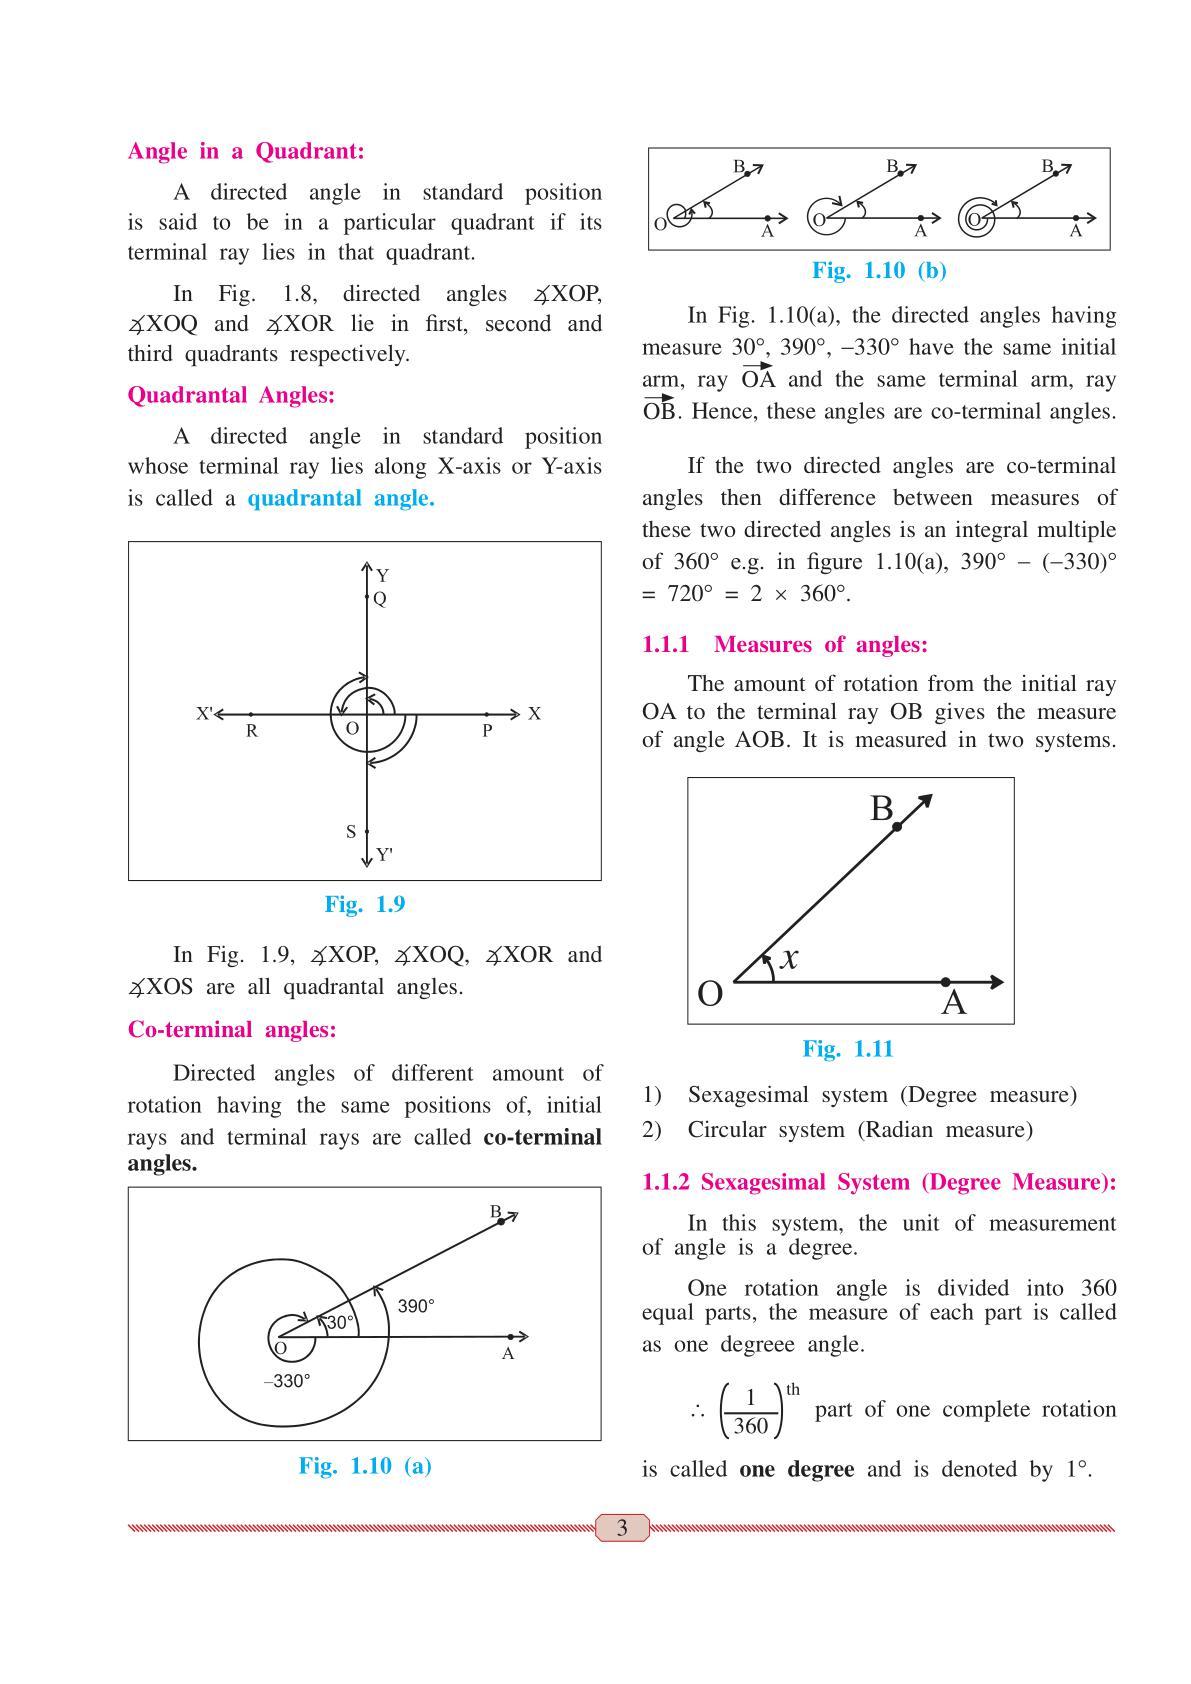 Angle in a Quadrant:
A directed angle in standard position
is said to be in a particular quadrant if its
terminal ray lies in that quadrant.
In Fig. 1.8, directed angles ∡XOP,
∡XOQ and ∡XOR lie in first, second and
third quadrants respectively.
Quadrantal Angles:
A directed angle in standard position
whose terminal ray lies along X-axis or Y-axis
is called a quadrantal angle.
Y
Q
X'
X
R
O
P
S
Y'
Fig. 1.9
In Fig. 1.9, ∡XOP, ∡XOQ, ∡XOR and
∡XOS are all quadrantal angles.
Co-terminal angles:
Directed angles of different amount of
rotation having the same positions of, initial
rays and terminal rays are called co-terminal
angles.
B
390°
30°
O
A
–330°
Fig. 1.10 (a)
B B B
O O O
A A A
Fig. 1.10 (b)
In Fig. 1.10(a), the directed angles having
measure 30°, 390°, –330° have the same initial
arm, ray OA and the same terminal arm, ray
OB. Hence, these angles are co-terminal angles.
If the two directed angles are co-terminal
angles then difference between measures of
these two directed angles is an integral multiple
of 360° e.g. in figure 1.10(a), 390° – (–330)°
= 720° = 2 × 360°.
1.1.1 Measures of angles:
The amount of rotation from the initial ray
OA to the terminal ray OB gives the measure
of angle AOB. It is measured in two systems.
B
x
O
A
Fig. 1.11
1) Sexagesimal system (Degree measure)
2) Circular system (Radian measure)
1.1.2 Sexagesimal System (Degree Measure):
In this system, the unit of measurement
of angle is a degree.
One rotation angle is divided into 360
equal parts, the measure of each part is called
as one degreee angle.
∴ (1/360)th part of one complete rotation
is called one degree and is denoted by 1°.
3